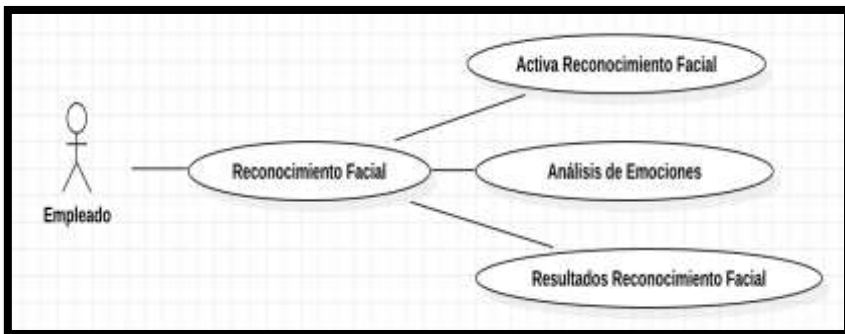 Activa Reconocimiento Facial
Reconocimiento Facial
Análisis de Emociones
Empleado
Resultados Reconocimiento Facial